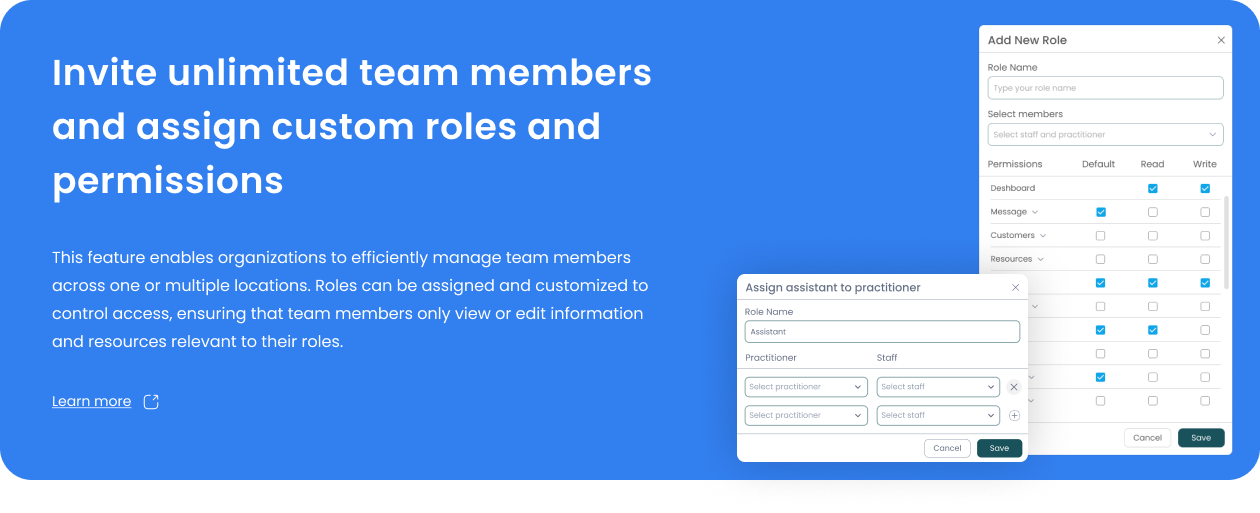 Invite unlimited team members
and assign custom roles and
permissions
This feature enables organizations to efficiently manage team members
across one or multiple locations. Roles can be assigned and customized to
control access, ensuring that team members only view or edit information
and resources relevant to their roles.
Learn more
Add New Role
Role Name
Type your role name
Select members
Select staff and practitioner
Permissions Default Read Write
Dashboard
Message
Customers
Resources
Cancel Save
Assign assistant to practitioner
Role Name
Assistant
Practitioner Staff
Select practitioner Select staff
Select practitioner Select staff
Cancel Save